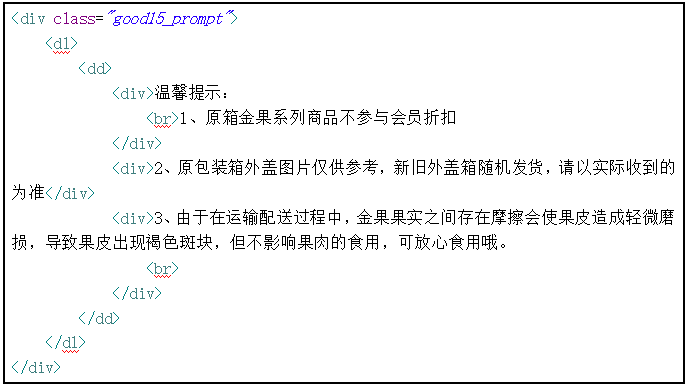 <div class="good15_prompt">
<dl>
<dd>
<div>温馨提示：
<br>1、原箱金果系列商品不参与会员折扣
</div>
<div>2、原包装箱外盖图片仅供参考，新旧外盖箱随机发货，请以实际收到的
为准</div>
<div>3、由于在运输配送过程中，金果果实之间存在摩擦会使果皮造成轻微磨
损，导致果皮出现褐色斑块，但不影响果肉的食用，可放心食用哦。
<br>
</div>
</dd>
</dl>
</div>